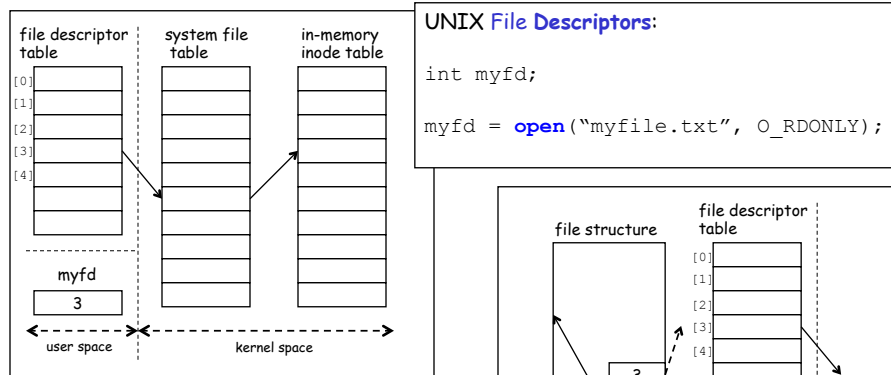 file descriptor table
system file table
in-memory inode table
[0]
[1]
[2]
[3]
[4]
myfd
3
user space
kernel space
UNIX File Descriptors:
int myfd;
myfd = open(“myfile.txt”, O_RDONLY);
file structure
file descriptor table
[0]
[1]
[2]
[3]
[4]
3